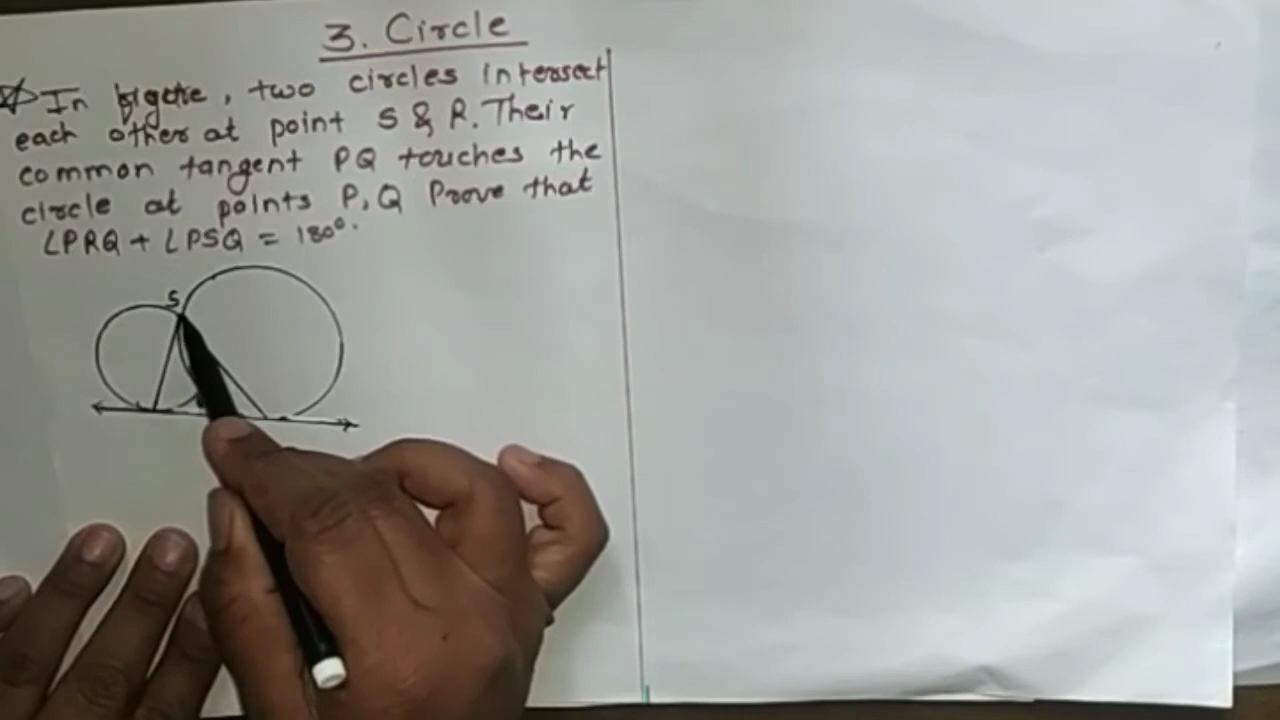 3. Circle
In figure, two circles intersect
each other at point S & R. Their
common tangent PQ touches the
circle at points P, Q Prove that
∠PRQ + ∠PSQ = 180°.
S